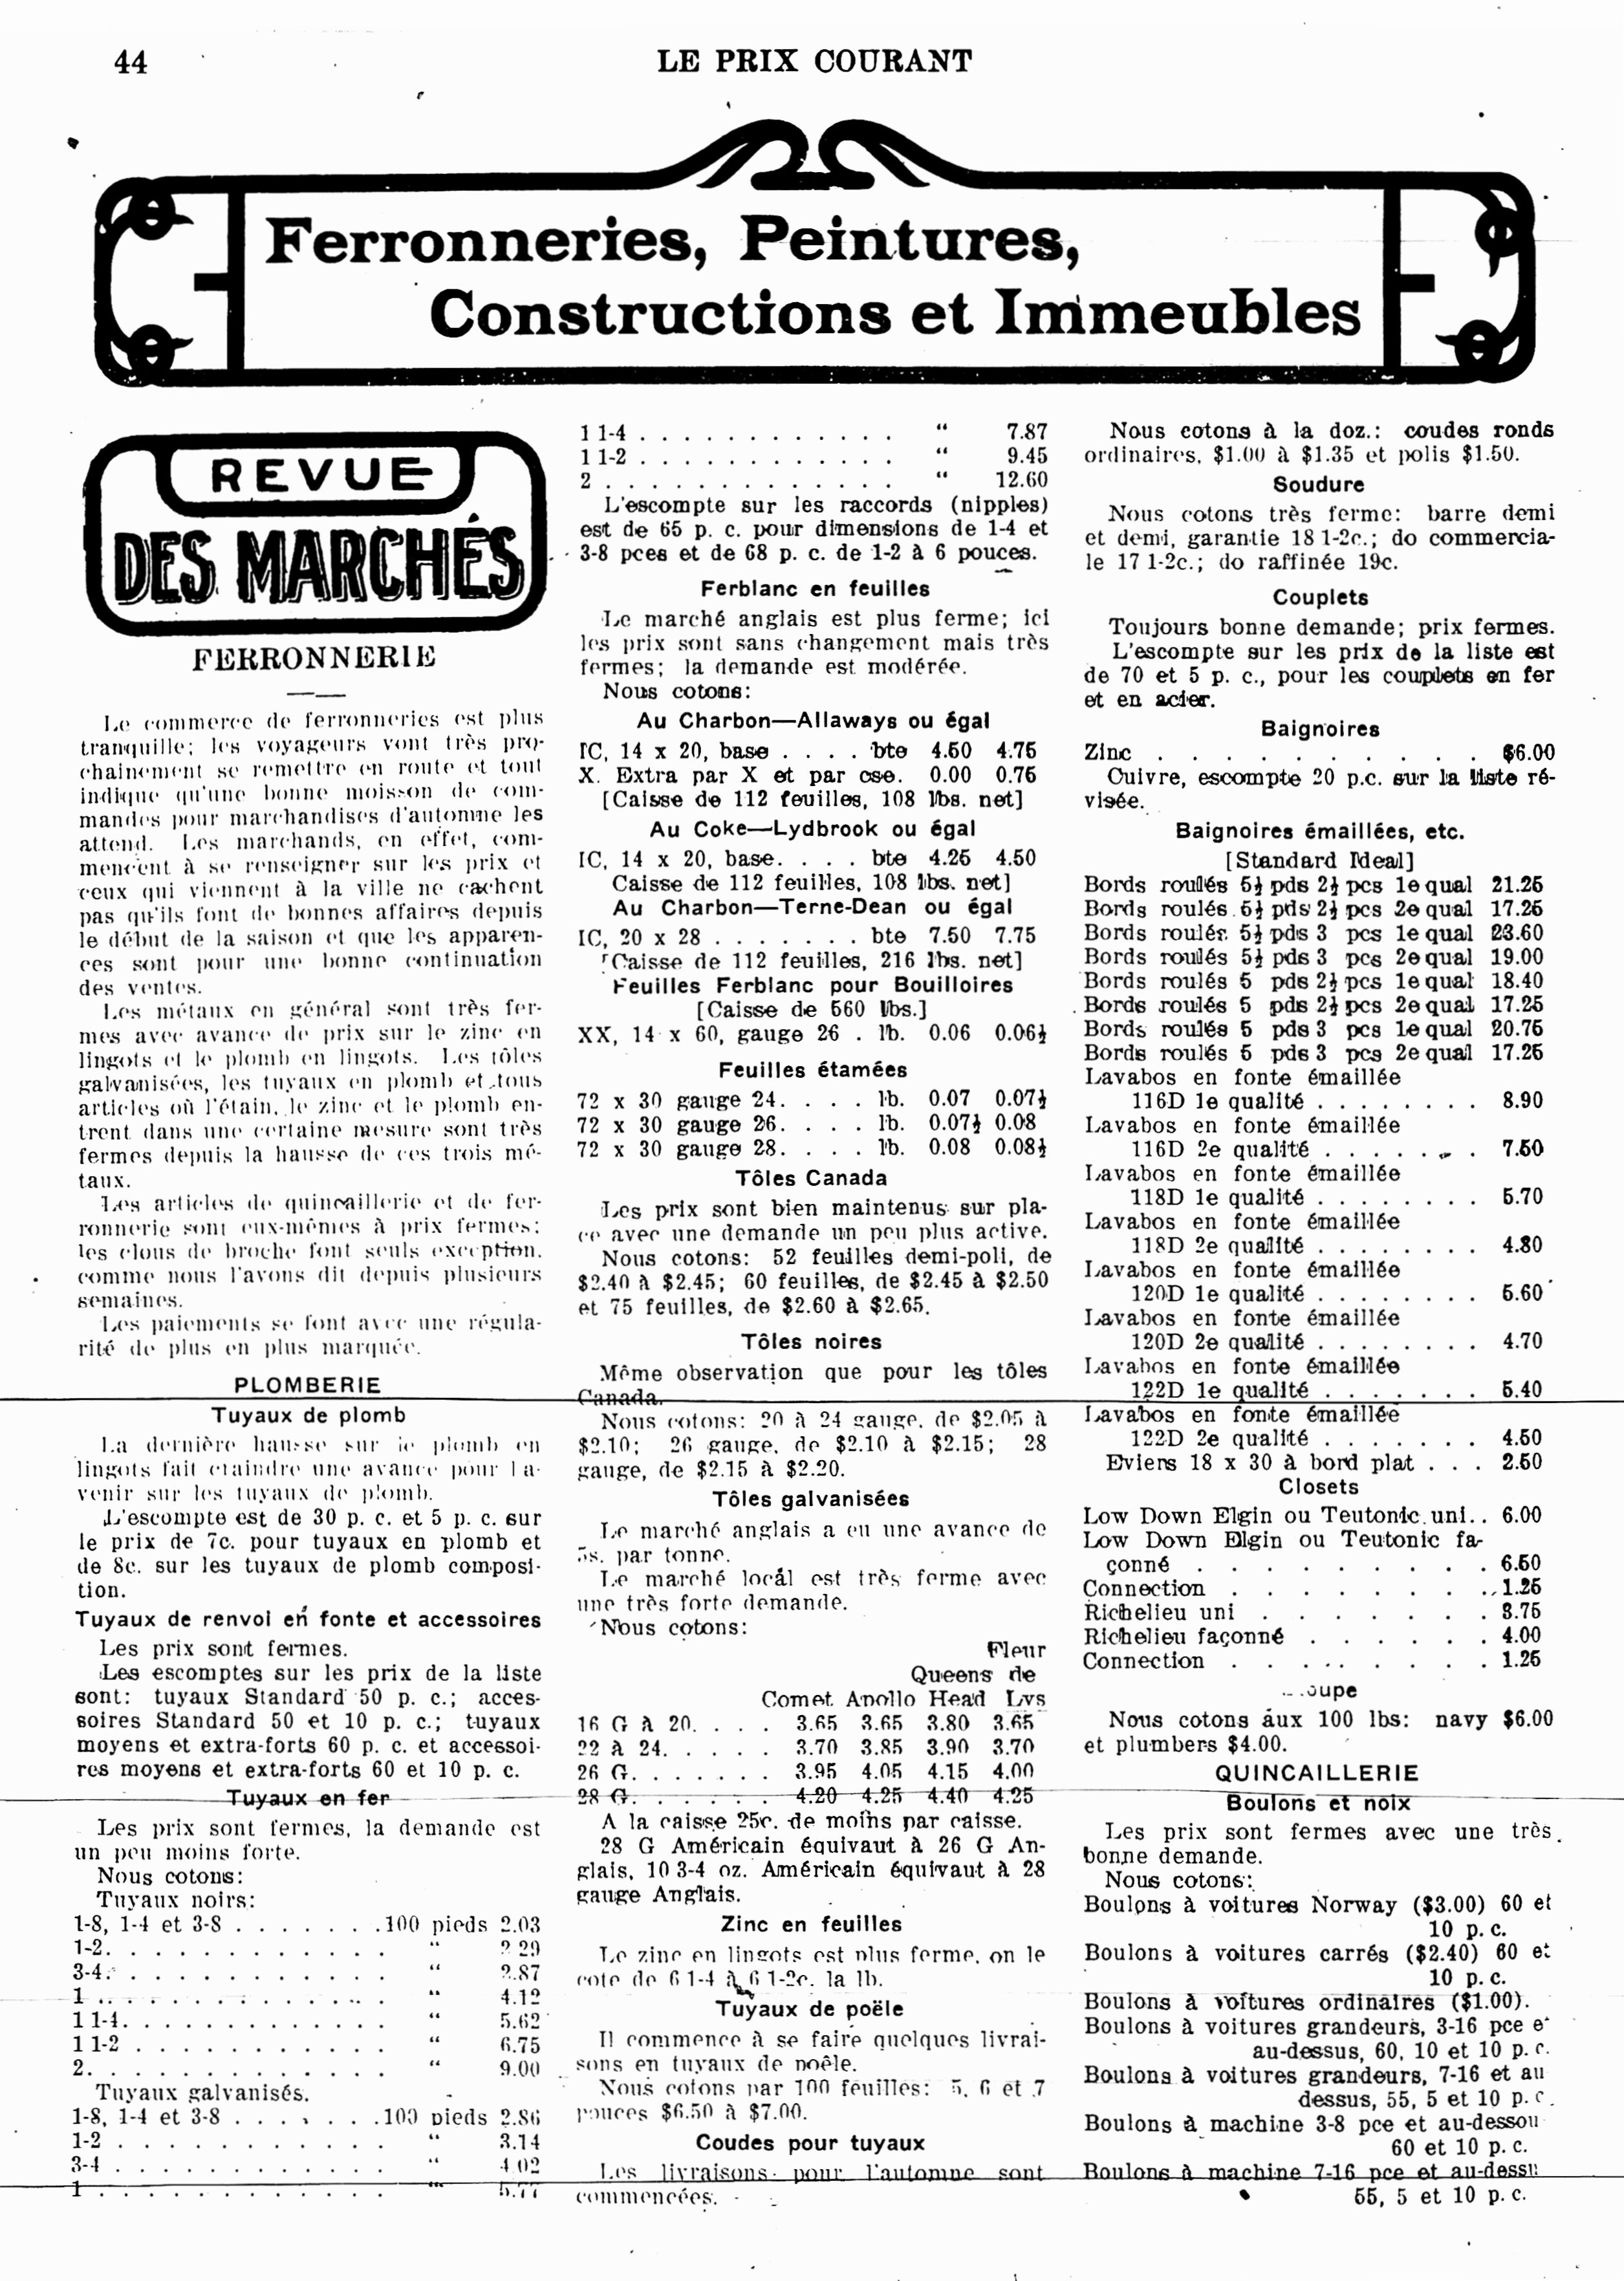 44
LE PRIX COURANT
Ferronneries, Peintures,
Constructions et Immeubles
REVUE
DES MARCHÉS
FERRONNERIE
Le commerce de ferronneries est plus
tranquille; les voyageurs vont très pro-
chainement se remettre en route et tout
indique qu'une bonne moisson de com-
mandes pour marchandises d'automne les
attend. Les marchands, en effet, com-
mencent à se renseigner sur les prix et
ceux qui viennent à la ville ne cachent
pas qu'ils font de bonnes affaires depuis
le début de la saison et que les apparen-
ces sont pour une bonne continuation
des ventes.
Les métaux en général sont très fer-
mes avec avance de prix sur le zinc en
lingots et le plomb en lingots. Les tôles
galvanisées, les tuyaux en plomb et tous
articles où l'étain, le zinc et le plomb en-
trent dans une certaine mesure sont très
fermes depuis la hausse de ces trois mé-
taux.
Les articles de quincaillerie et de fer-
ronnerie sont eux-mêmes à prix fermes;
les clous de broche font seuls exception,
comme nous l'avons dit depuis plusieurs
semaines.
Les paiements se font avec une régula-
rité de plus en plus marquée.
PLOMBERIE
Tuyaux de plomb
La dernière hausse sur le plomb en
lingots fait craindre une avance pour l'a-
venir sur les tuyaux de plomb.
L'escompte est de 30 p. c. et 5 p. c. sur
le prix de 7c. pour tuyaux en plomb et
de 8c. sur les tuyaux de plomb composi-
tion.
Tuyaux de renvoi en fonte et accessoires
Les prix sont fermes.
Les escomptes sur les prix de la liste
sont: tuyaux Standard 50 p. c.; acces-
soires Standard 50 et 10 p. c.; tuyaux
moyens et extra-forts 60 p. c. et accessoi-
res moyens et extra-forts 60 et 10 p. c.
Tuyaux en fer
Les prix sont fermes, la demande est
un peu moins forte.
Nous cotons:
Tuyaux noirs:
1-8, 1-4 et 3-8 . . . . . . . 100 pieds 2.03
1-2. . . . . . . . . . . . “ 2.29
3-4. . . . . . . . . . . . “ 2.87
1 . . . . . . . . . . . . “ 4.12
1 1-4. . . . . . . . . . . . “ 5.62
1 1-2 . . . . . . . . . . . “ 6.75
2. . . . . . . . . . . . . “ 9.00
Tuyaux galvanisés.
1-8, 1-4 et 3-8 . . . . . . . 100 pieds 2.86
1-2 . . . . . . . . . . . . “ 3.14
3-4 . . . . . . . . . . . . “ 4.02
1 . . . . . . . . . . . . “ 5.77
1 1-4 . . . . . . . . . . . . “ 7.87
1 1-2 . . . . . . . . . . . . “ 9.45
2 . . . . . . . . . . . . . “ 12.60
L'escompte sur les raccords (nipples)
est de 65 p. c. pour dimensions de 1-4 et
3-8 pces et de 68 p. c. de 1-2 à 6 pouces.
Ferblanc en feuilles
Le marché anglais est plus ferme; ici
les prix sont sans changement mais très
fermes; la demande est modérée.
Nous cotons:
Au Charbon—Allaways ou égal
IC, 14 x 20, base . . . . bte 4.50 4.75
X. Extra par X et par cse. 0.00 0.75
[Caisse de 112 feuilles, 108 lbs. net]
Au Coke—Lydbrook ou égal
IC, 14 x 20, base. . . . bte 4.25 4.50
Caisse de 112 feuilles, 108 lbs. net]
Au Charbon—Terne-Dean ou égal
IC, 20 x 28 . . . . . . . bte 7.50 7.75
[Caisse de 112 feuilles, 216 lbs. net]
Feuilles Ferblanc pour Bouilloires
[Caisse de 560 lbs.]
XX, 14 x 60, gauge 26 . lb. 0.06 0.06½
Feuilles étamées
72 x 30 gauge 24. . . . lb. 0.07 0.07½
72 x 30 gauge 26. . . . lb. 0.07½ 0.08
72 x 30 gauge 28. . . . lb. 0.08 0.08½
Tôles Canada
Les prix sont bien maintenus sur pla-
ce avec une demande un peu plus active.
Nous cotons: 52 feuilles demi-poli, de
$2.40 à $2.45; 60 feuilles, de $2.45 à $2.50
et 75 feuilles, de $2.60 à $2.65.
Tôles noires
Même observation que pour les tôles
Canada.
Nous cotons: 20 à 24 gauge, de $2.05 à
$2.10; 26 gauge, de $2.10 à $2.15; 28
gauge, de $2.15 à $2.20.
Tôles galvanisées
Le marché anglais a eu une avance de
5s. par tonne.
Le marché local est très ferme avec
une très forte demande.
Nous cotons:
Fleur
Queens de
Comet Apollo Head Lys
16 G à 20. . . . 3.65 3.65 3.80 3.65
22 à 24. . . . . 3.70 3.85 3.90 3.70
26 G. . . . . . . 3.95 4.05 4.15 4.00
28 G. . . . . . . 4.20 4.25 4.40 4.25
A la caisse 25c. de moins par caisse.
28 G Américain équivaut à 26 G An-
glais, 10 3-4 oz. Américain équivaut à 28
gauge Anglais.
Zinc en feuilles
Le zinc en lingots est plus ferme, on le
cote de 6 1-4 à 6 1-2c. la lb.
Tuyaux de poële
Il commence à se faire quelques livrai-
sons en tuyaux de poêle.
Nous cotons par 100 feuilles: 5, 6 et 7
pouces $6.50 à $7.00.
Coudes pour tuyaux
Les livraisons pour l'automne sont
commencées.
Nous cotons à la doz.: coudes ronds
ordinaires, $1.00 à $1.35 et polis $1.50.
Soudure
Nous cotons très ferme: barre demi
et demi, garantie 18 1-2c.; do commercia-
le 17 1-2c.; do raffinée 19c.
Couplets
Toujours bonne demande; prix fermes.
L'escompte sur les prix de la liste est
de 70 et 5 p. c., pour les couplets en fer
et en acier.
Baignoires
Zinc . . . . . . . . . . $6.00
Cuivre, escompte 20 p.c. sur la liste ré-
visée.
Baignoires émaillées, etc.
[Standard Ideal]
Bords roulés 5½ pds 2½ pcs 1e qual 21.25
Bords roulés 5½ pds 2½ pcs 2e qual 17.25
Bords roulés 5½ pds 3 pcs 1e qual 23.60
Bords roulés 5½ pds 3 pcs 2e qual 19.00
Bords roulés 5 pds 2½ pcs 1e qual 18.40
Bords roulés 5 pds 2½ pcs 2e qual 17.25
Bords roulés 5 pds 3 pcs 1e qual 20.75
Bords roulés 5 pds 3 pcs 2e qual 17.25
Lavabos en fonte émaillée
116D 1e qualité . . . . . . . . 8.90
Lavabos en fonte émaillée
116D 2e qualité . . . . . . . . 7.50
Lavabos en fonte émaillée
118D 1e qualité . . . . . . . . 5.70
Lavabos en fonte émaillée
118D 2e qualité . . . . . . . . 4.80
Lavabos en fonte émaillée
120D 1e qualité . . . . . . . . 5.60
Lavabos en fonte émaillée
120D 2e qualité . . . . . . . . 4.70
Lavabos en fonte émaillée
122D 1e qualité . . . . . . . 5.40
Lavabos en fonte émaillée
122D 2e qualité . . . . . . . 4.50
Eviers 18 x 30 à bord plat . . . 2.50
Closets
Low Down Elgin ou Teutonic uni. . 6.00
Low Down Elgin ou Teutonic fa-
çonné . . . . . . . . . 6.50
Connection . . . . . . . . . 1.25
Richelieu uni . . . . . . . . 3.75
Richelieu façonné . . . . . . 4.00
Connection . . . . . . . . . 1.25
oupe
Nous cotons aux 100 lbs: navy $6.00
et plumbers $4.00.
QUINCAILLERIE
Boulons et noix
Les prix sont fermes avec une très
bonne demande.
Nous cotons:
Boulons à voitures Norway ($3.00) 60 et
10 p. c.
Boulons à voitures carrés ($2.40) 60 et
10 p. c.
Boulons à voitures ordinaires ($1.00).
Boulons à voitures grandeurs, 3-16 pce e
au-dessus, 60, 10 et 10 p. c.
Boulons à voitures grandeurs, 7-16 et au
dessus, 55, 5 et 10 p. c.
Boulons à machine 3-8 pce et au-dessou
60 et 10 p. c.
Boulons à machine 7-16 pce et au-dessu
55, 5 et 10 p. c.